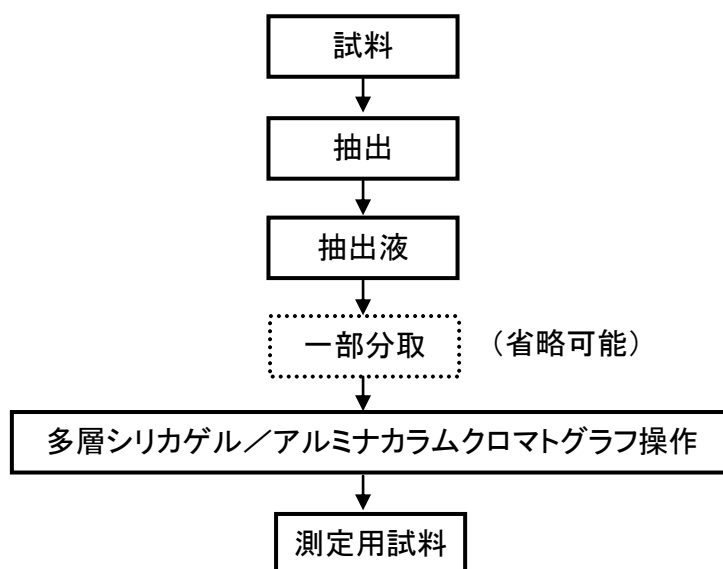 試料
抽出
抽出液
一部分取 （省略可能）
多層シリカゲル／アルミナカラムクロマトグラフ操作
測定用試料